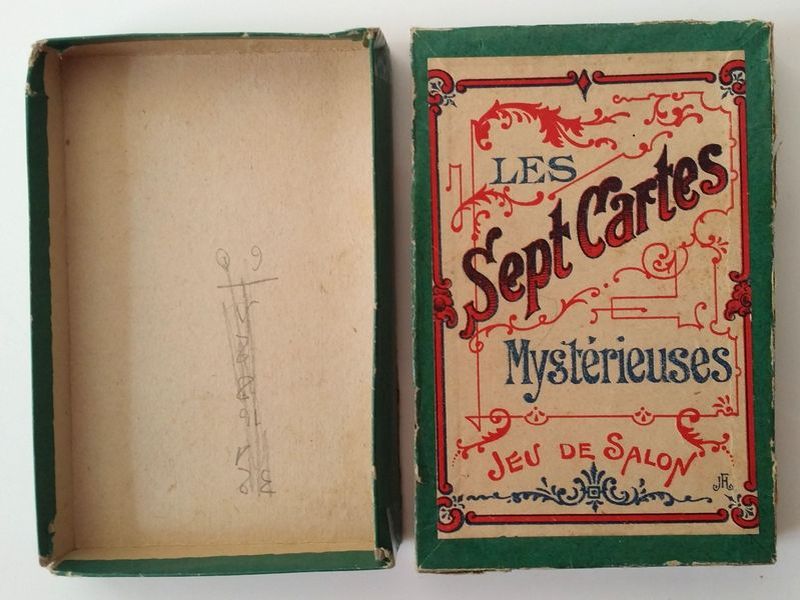 LES
Sept Cartes
Mystérieuses
JEU DE SALON